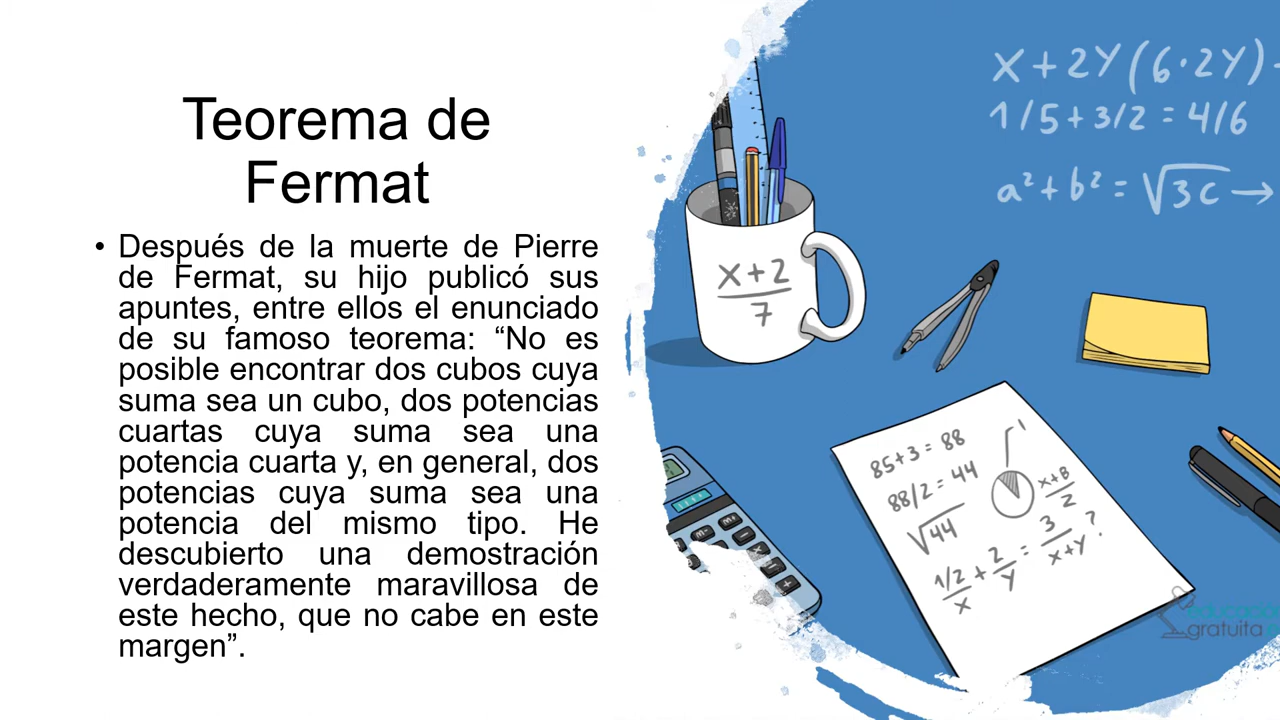 Teorema de
Fermat
• Después de la muerte de Pierre
de Fermat, su hijo publicó sus
apuntes, entre ellos el enunciado
de su famoso teorema: “No es
posible encontrar dos cubos cuya
suma sea un cubo, dos potencias
cuartas cuya suma sea una
potencia cuarta y, en general, dos
potencias cuya suma sea una
potencia del mismo tipo. He
descubierto una demostración
verdaderamente maravillosa de
este hecho, que no cabe en este
margen”.
x+2y(6·2y)
1/5+3/2=4/6
a²+b²=√3c→
x+2
7
85+3=88
88/2=44
√44
x+B
2
1/2/x + 2/y = 3/x+y ?
M+
gratuita